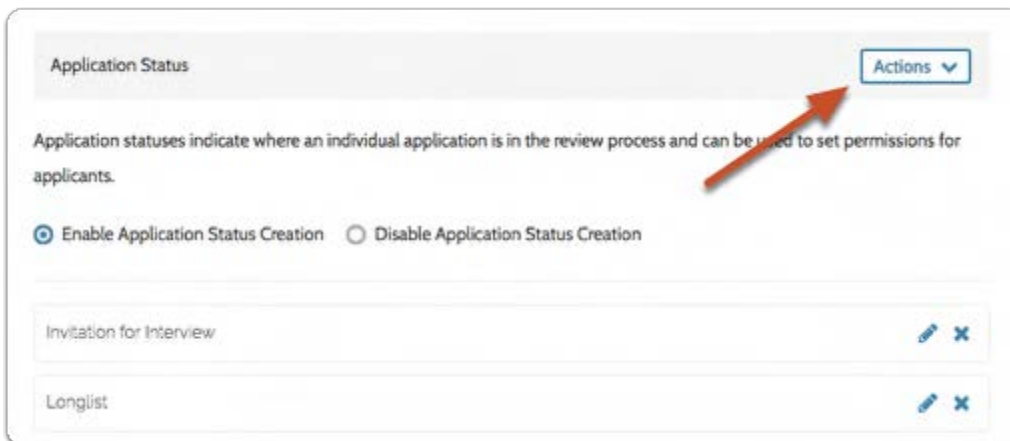 Application Status
Actions
Application statuses indicate where an individual application is in the review process and can be used to set permissions for
applicants.
Enable Application Status Creation Disable Application Status Creation
Invitation for Interview
Longlist